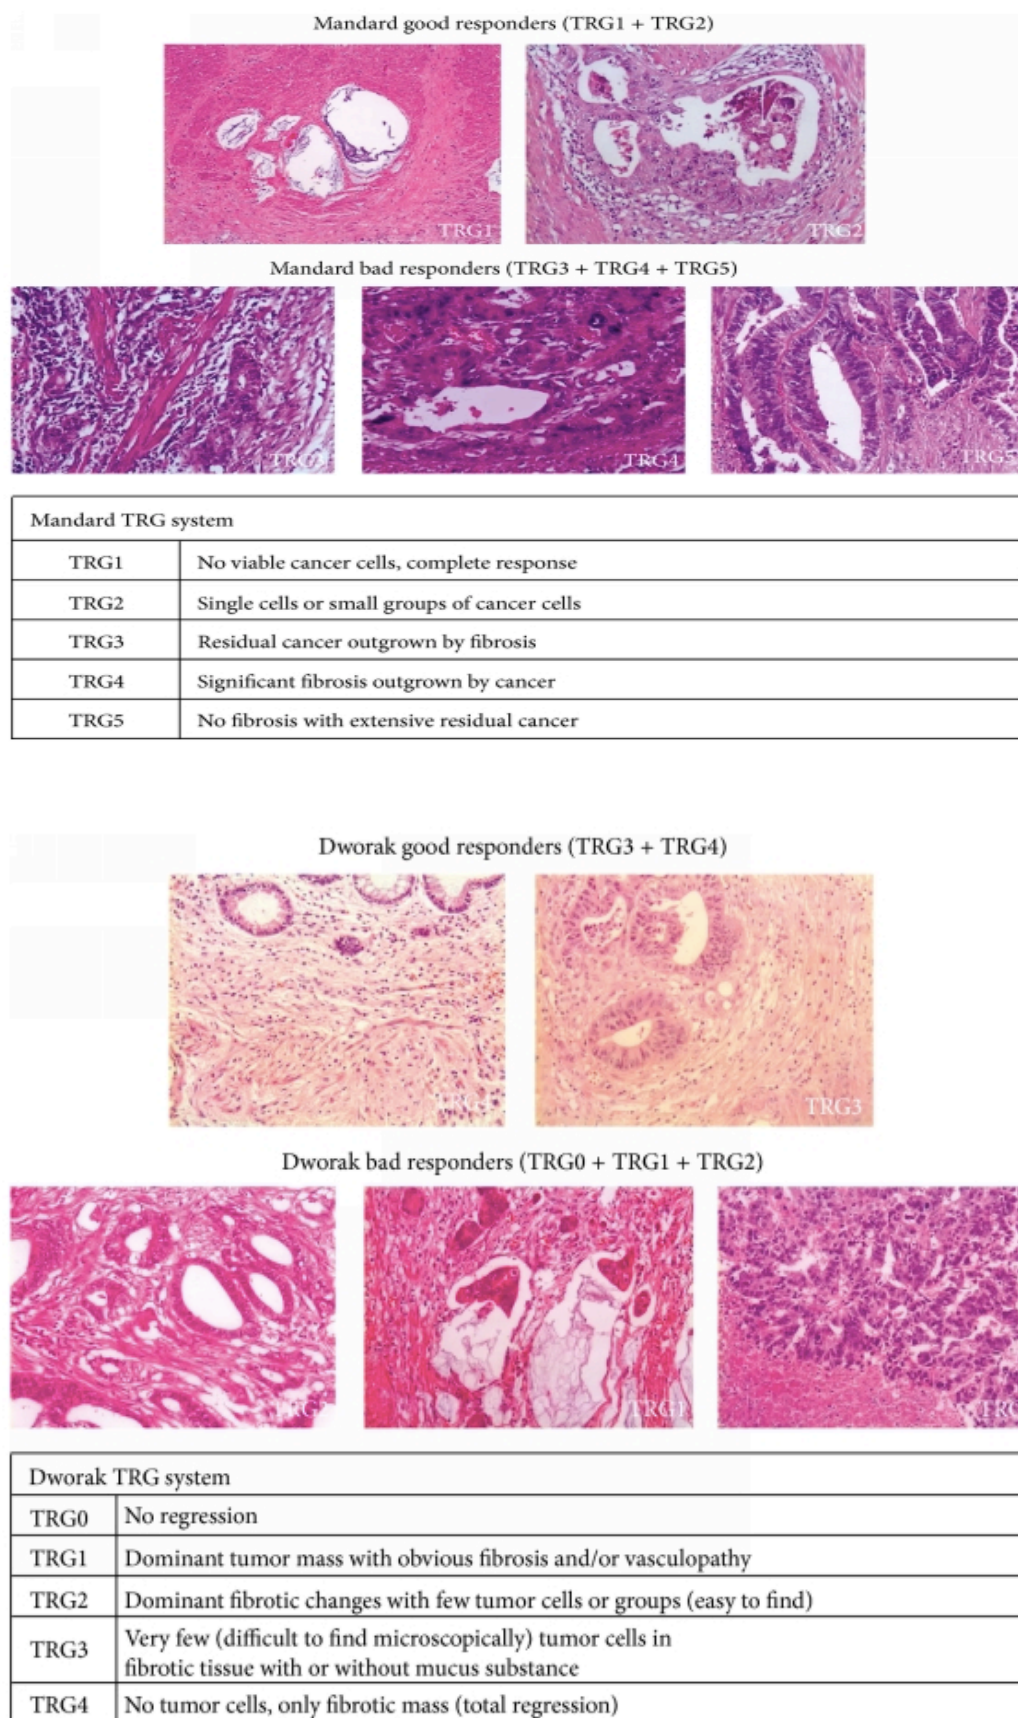 Mandard good responders (TRG1 + TRG2)
TRG1 TRG2
Mandard bad responders (TRG3 + TRG4 + TRG5)
TRG3 TRG4 TRG5
Mandard TRG system
TRG1 No viable cancer cells, complete response
TRG2 Single cells or small groups of cancer cells
TRG3 Residual cancer outgrown by fibrosis
TRG4 Significant fibrosis outgrown by cancer
TRG5 No fibrosis with extensive residual cancer
Dworak good responders (TRG3 + TRG4)
TRG4 TRG3
Dworak bad responders (TRG0 + TRG1 + TRG2)
TRG2 TRG1 TRG
Dworak TRG system
TRG0 No regression
TRG1 Dominant tumor mass with obvious fibrosis and/or vasculopathy
TRG2 Dominant fibrotic changes with few tumor cells or groups (easy to find)
TRG3 Very few (difficult to find microscopically) tumor cells in
fibrotic tissue with or without mucus substance
TRG4 No tumor cells, only fibrotic mass (total regression)